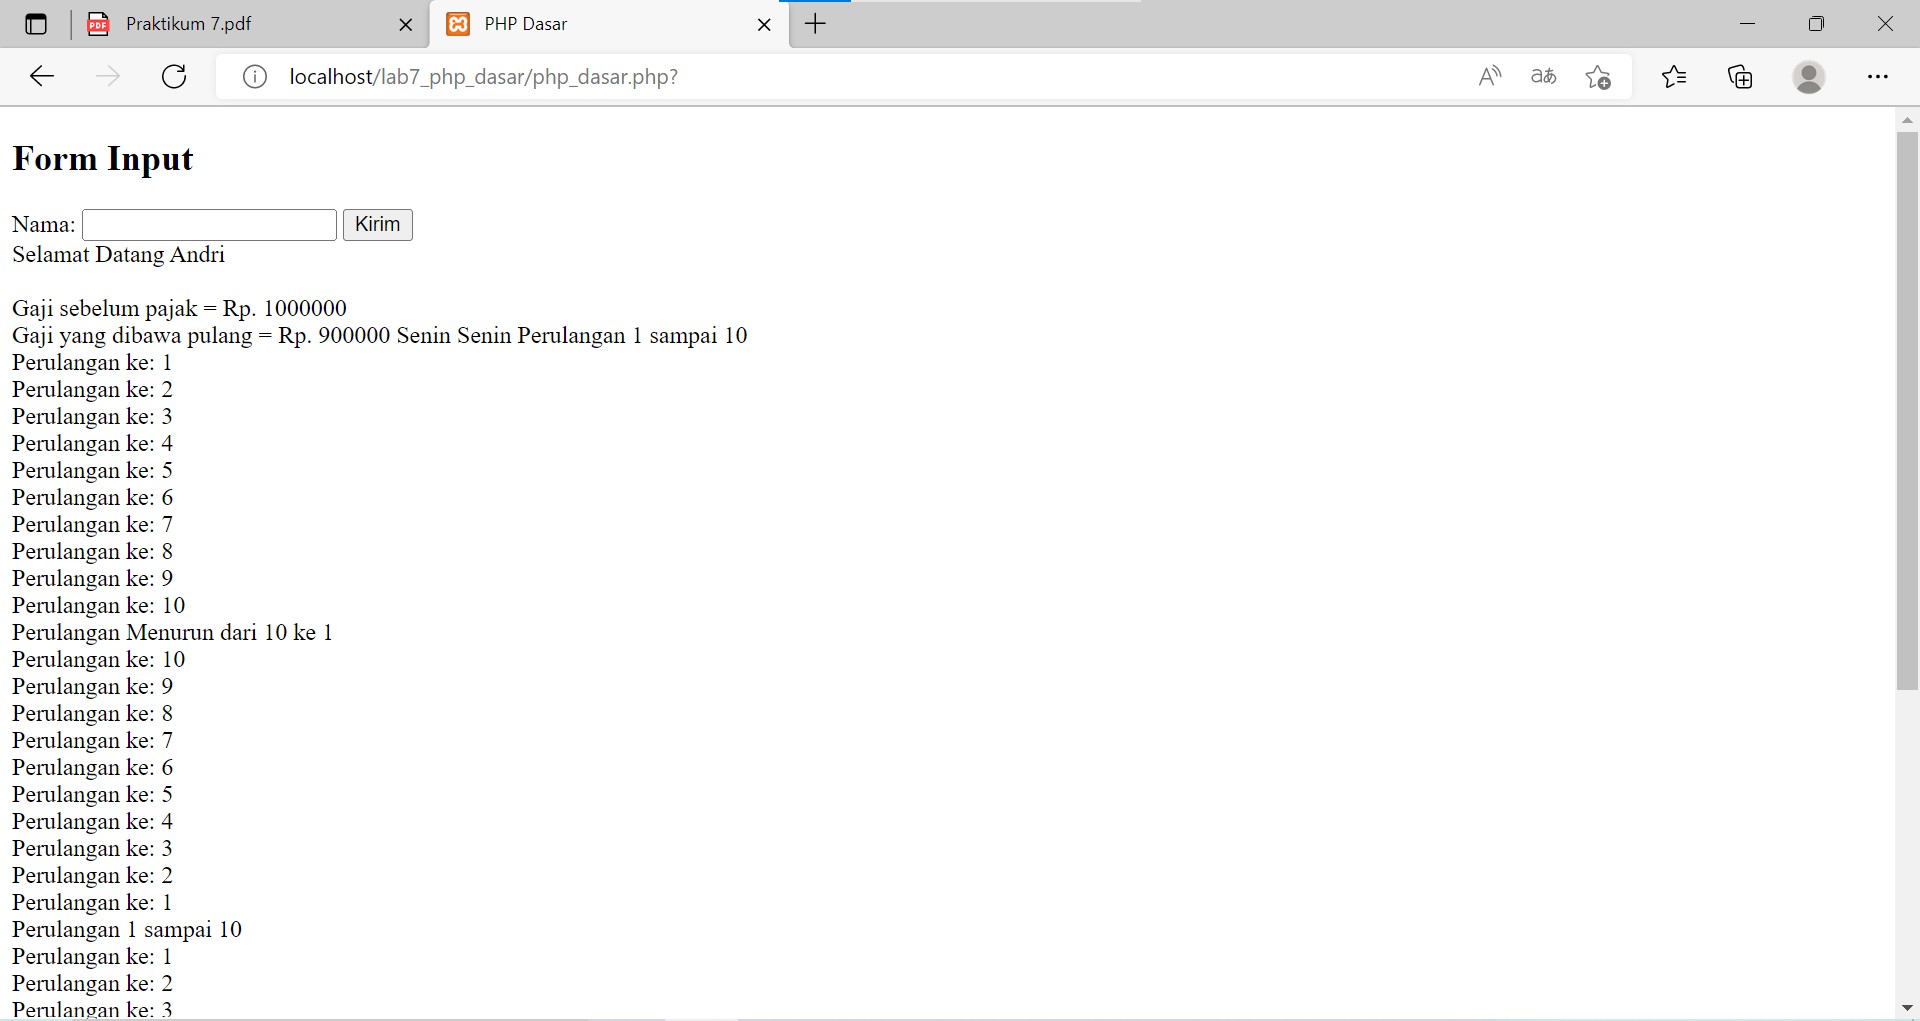 Praktikum 7.pdf
PHP Dasar
localhost/lab7_php_dasar/php_dasar.php?
Form Input
Nama:
Kirim
Selamat Datang Andri
Gaji sebelum pajak = Rp. 1000000
Gaji yang dibawa pulang = Rp. 900000 Senin Senin Perulangan 1 sampai 10
Perulangan ke: 1
Perulangan ke: 2
Perulangan ke: 3
Perulangan ke: 4
Perulangan ke: 5
Perulangan ke: 6
Perulangan ke: 7
Perulangan ke: 8
Perulangan ke: 9
Perulangan ke: 10
Perulangan Menurun dari 10 ke 1
Perulangan ke: 10
Perulangan ke: 9
Perulangan ke: 8
Perulangan ke: 7
Perulangan ke: 6
Perulangan ke: 5
Perulangan ke: 4
Perulangan ke: 3
Perulangan ke: 2
Perulangan ke: 1
Perulangan 1 sampai 10
Perulangan ke: 1
Perulangan ke: 2
Perulangan ke: 3